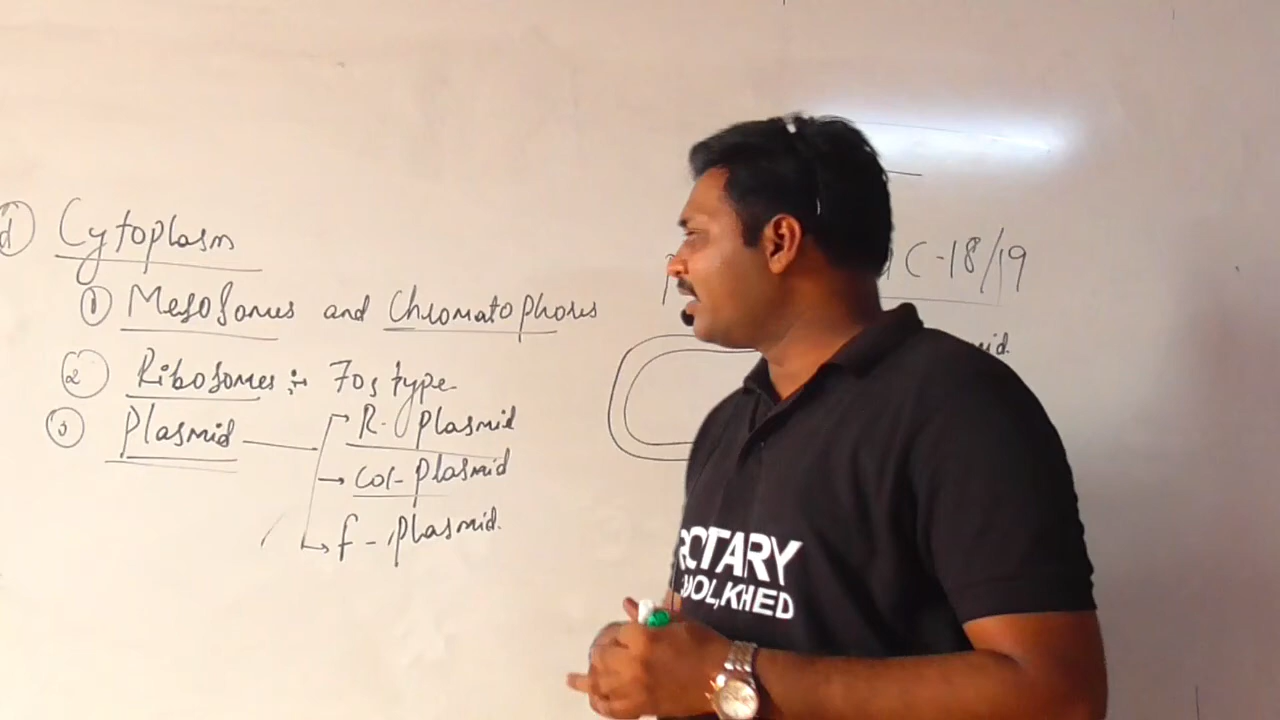 d) Cytoplasm
① Mesosomes and Chromatophores
② Ribosomes :- 70s type
③ Plasmid
R- plasmid
→ col- plasmid
→ f - plasmid.
C-18/19
ROTARY
KHED